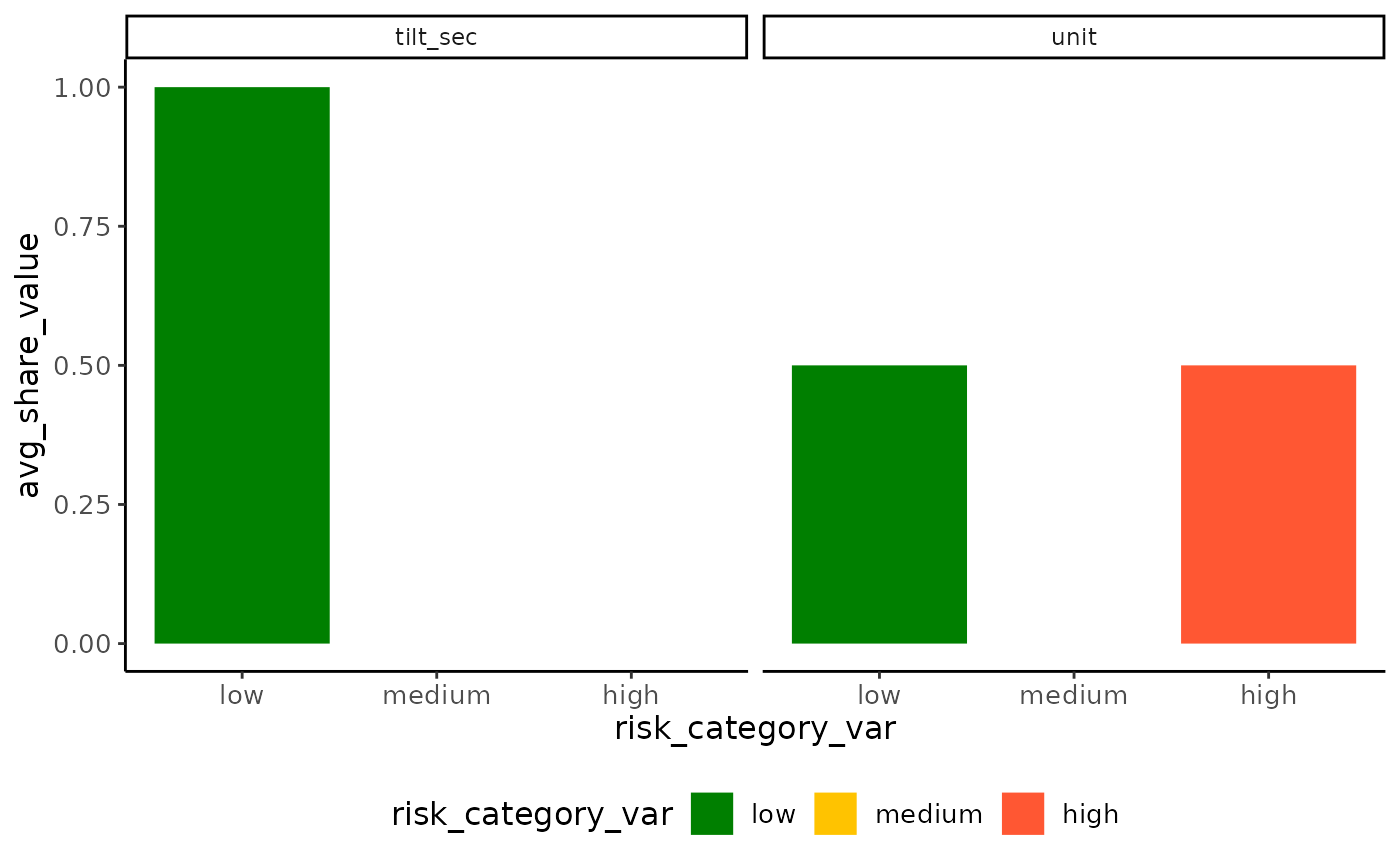 tilt_sec unit
avg_share_value
1.00
0.75
0.50
0.25
0.00
low medium high low medium high
risk_category_var
risk_category_var low medium high